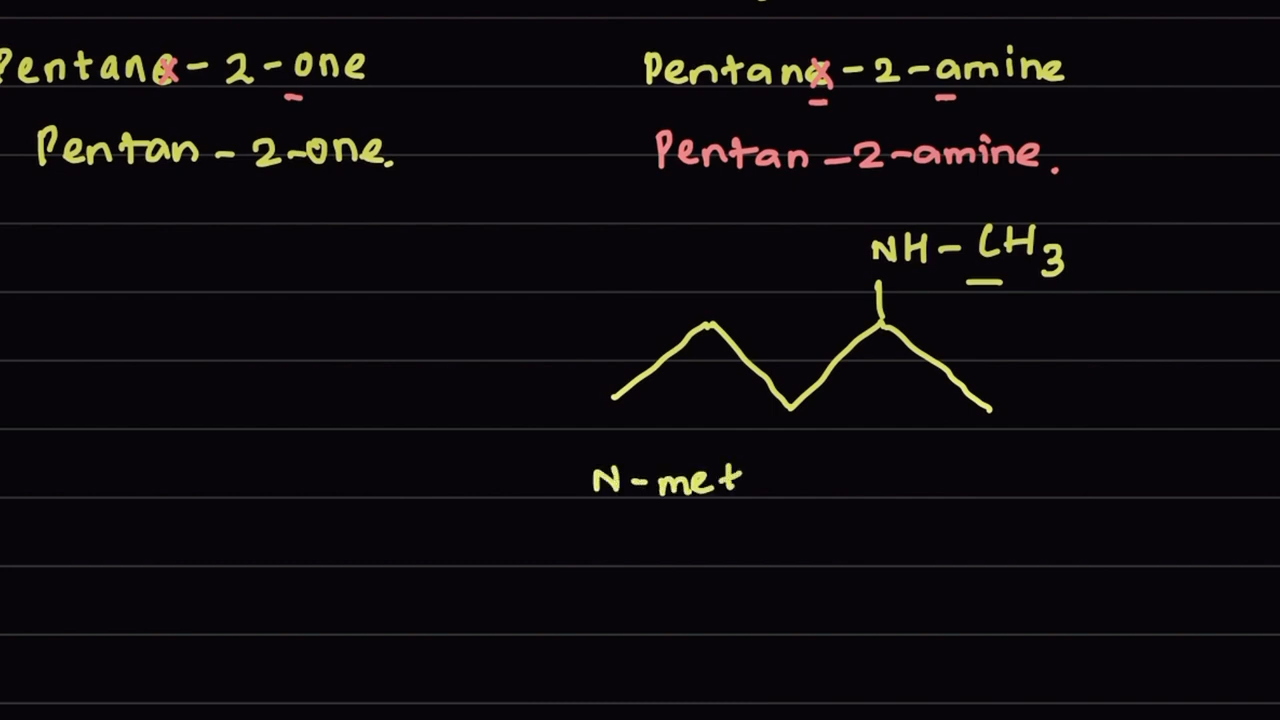 Pentane-2-one
Pentan-2-one.
Pentane-2-amine
Pentan-2-amine.
NH-CH3
N-met